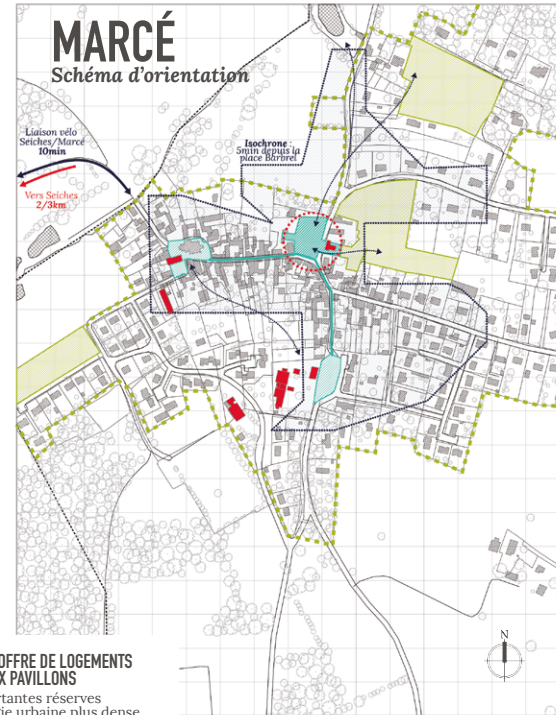 MARCÉ
Schéma d'orientation
Liaison vélo
Seiches/Marcé
10min
Vers Seiches
2/3km
Isochrone :
5min depuis la
place Barbrel
N
OFFRE DE LOGEMENTS
X PAVILLONS
rtantes réserves
ie urbaine plus dense